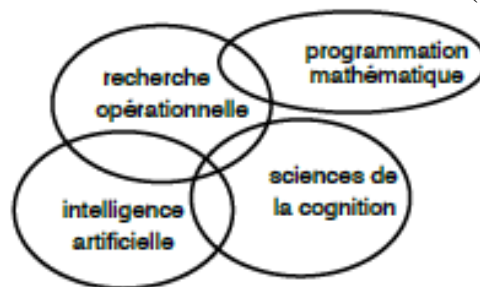 programmation
mathématique
recherche
opérationnelle
sciences de
la cognition
intelligence
artificielle